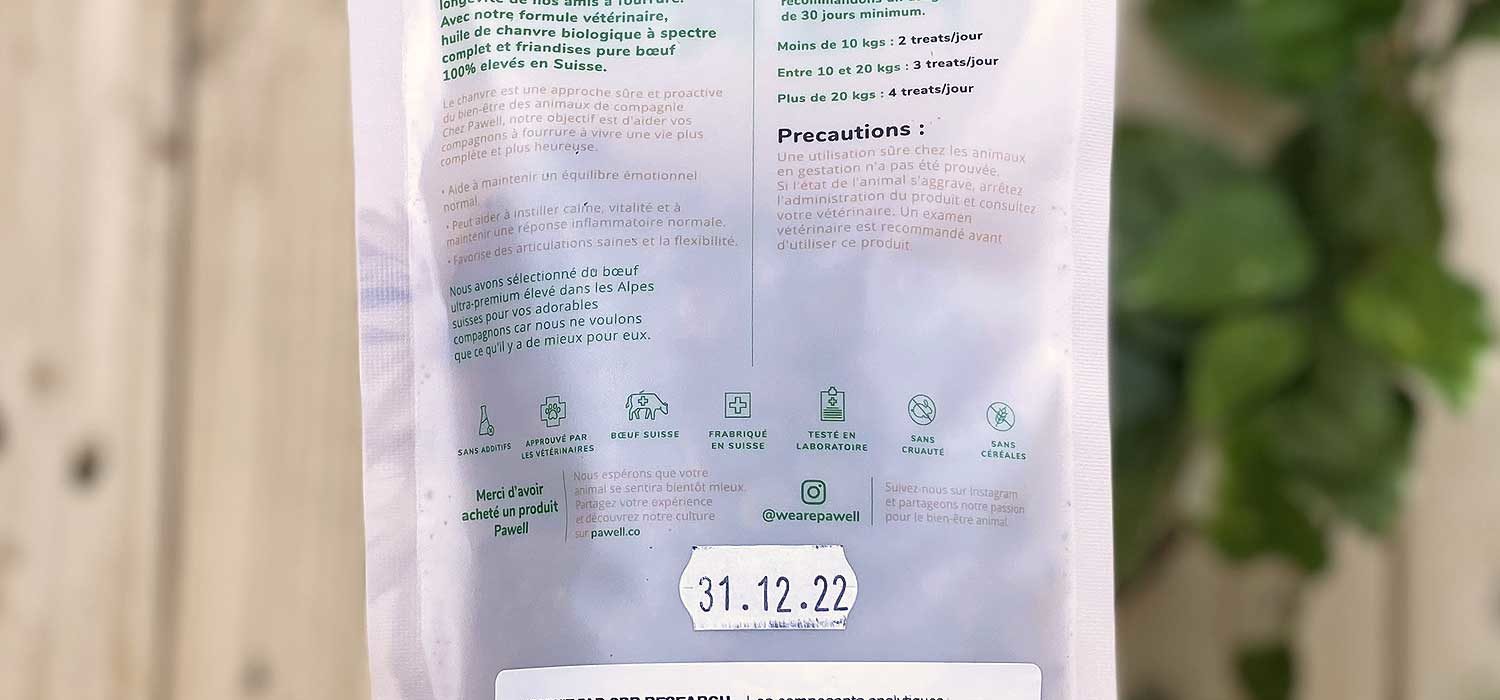 longévité de nos amis à fourrure.
Avec notre formule vétérinaire,
huile de chanvre biologique à spectre
complet et friandises pure bœuf
100% elevés en Suisse.
Le chanvre est une approche sûre et proactive
du bien-être des animaux de compagnie
Chez Pawell, notre objectif est d'aider vos
compagnons à fourrure à vivre une vie plus
complète et plus heureuse.
• Aide à maintenir un équilibre émotionnel
normal.
• Peut aider à instiller calme, vitalité et à
maintenir une réponse inflammatoire normale.
• Favorise des articulations saines et la flexibilité.
Nous avons sélectionné du bœuf
ultra-premium élevé dans les Alpes
suisses pour vos adorables
compagnons car nous ne voulons
que ce qu'il y a de mieux pour eux.
recommandons un
de 30 jours minimum.
Moins de 10 kgs : 2 treats/jour
Entre 10 et 20 kgs : 3 treats/jour
Plus de 20 kgs : 4 treats/jour
Precautions :
Une utilisation sûre chez les animaux
en gestation n'a pas été prouvée.
Si l'état de l'animal s'aggrave, arrêtez
l'administration du produit et consultez
votre vétérinaire. Un examen
vétérinaire est recommandé avant
d'utiliser ce produit.
SANS ADDITIFS
APPROUVÉ PAR
LES VÉTÉRINAIRES
BŒUF SUISSE
FRABRIQUÉ
EN SUISSE
TESTÉ EN
LABORATOIRE
SANS
CRUAUTÉ
SANS
CÉRÉALES
Merci d'avoir
acheté un produit
Pawell
Nous espérons que votre
animal se sentira bientôt mieux.
Partagez votre expérience
et découvrez notre culture
sur pawell.co
@wearepawell
Suivez-nous sur Instagram
et partageons notre passion
pour le bien-être animal.
31.12.22
PAR CBD RESEARCH Les composants analytiques